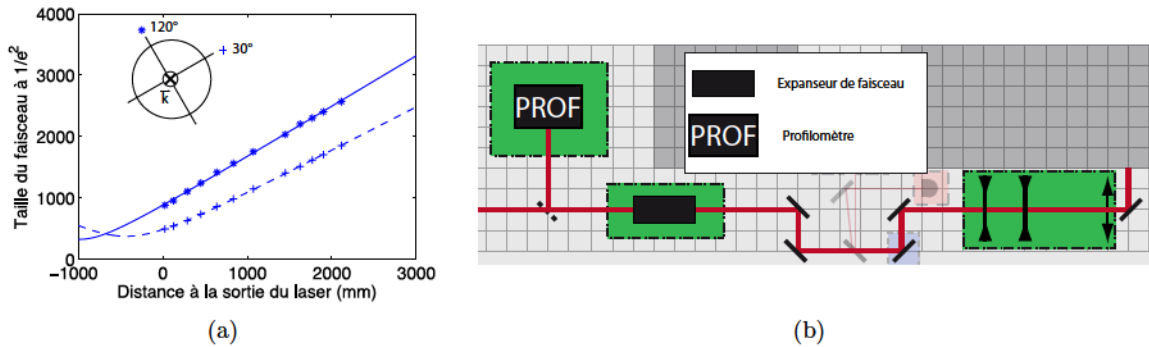 4000
3000
2000
1000
0
Taille du faisceau à 1/e²
120°
30°
k
−1000
0
1000
2000
3000
Distance à la sortie du laser (mm)
(a)
PROF
Expanseur de faisceau
PROF
Profilomètre
(b)